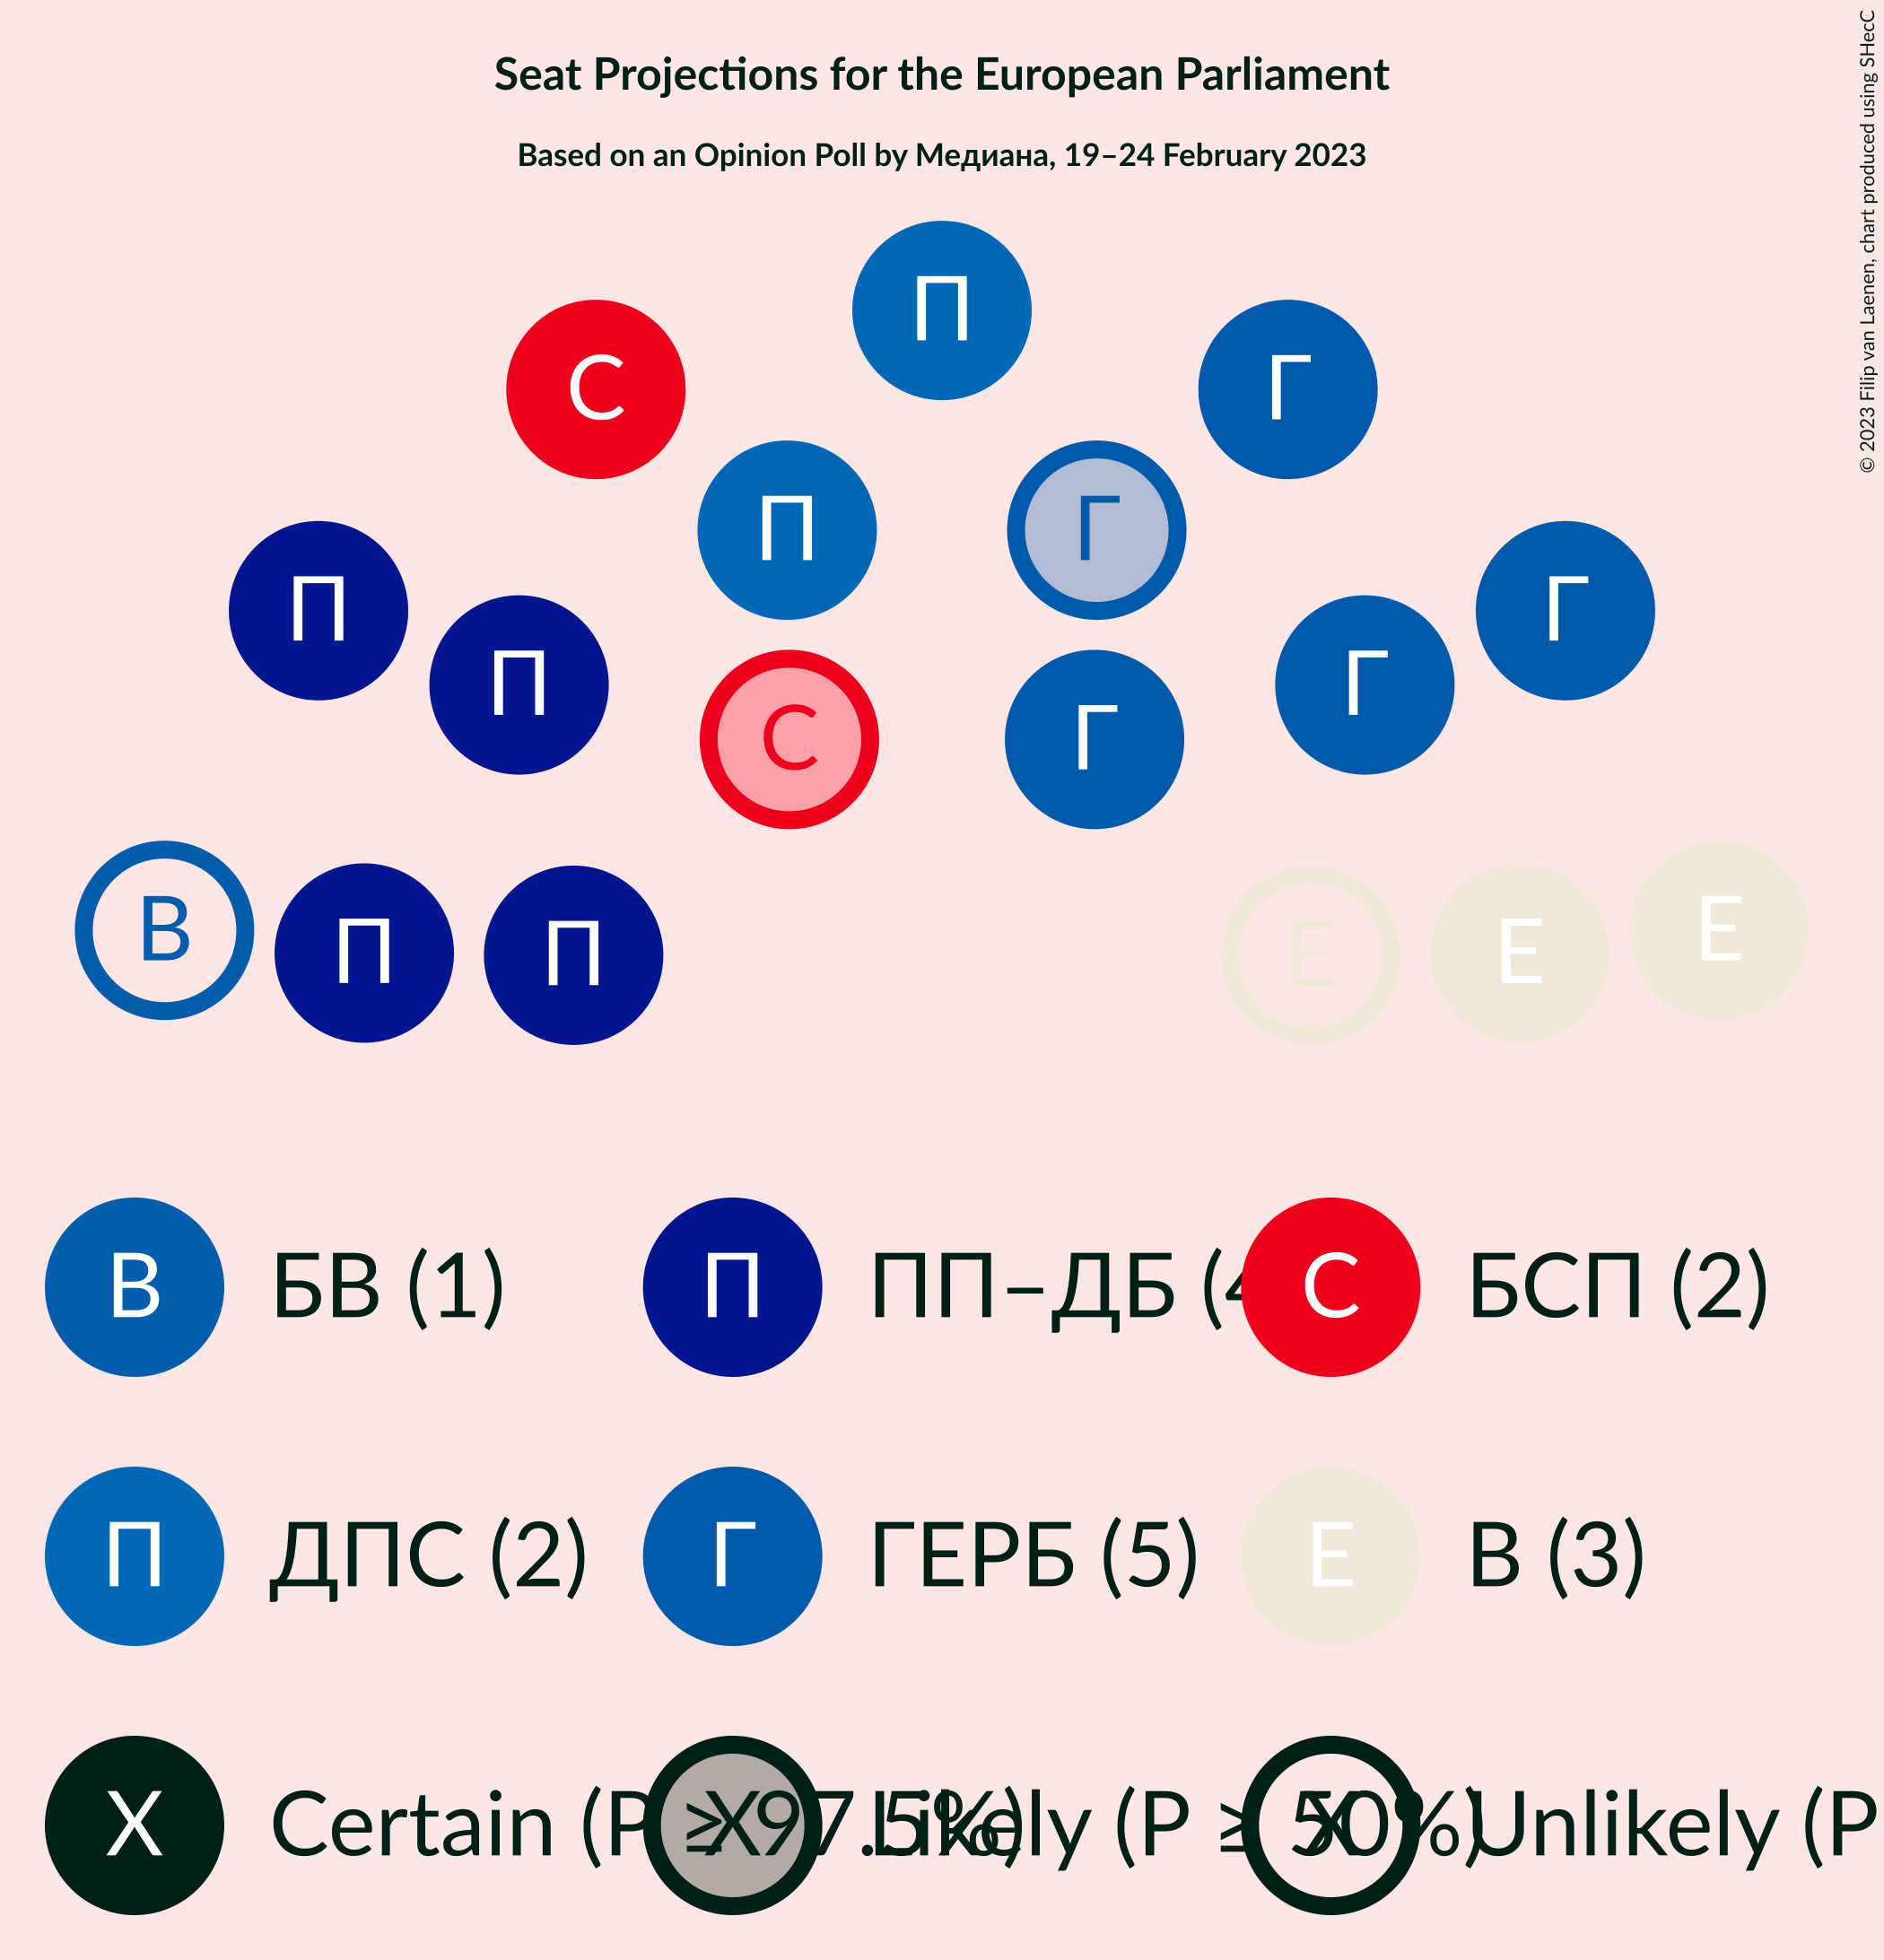 Seat Projections for the European Parliament
Based on an Opinion Poll by Медиана, 19–24 February 2023
© 2023 Filip van Laenen, chart produced using SHecC
П
С Г
П Г
П Г
П Г
С Г
В Е
П Е
П Е
В БВ (1) П ПП–ДБ ( С БСП (2)
П ДПС (2) Г ГЕРБ (5) Е В (3)
X Certain (P ≥ 97.5%) X Likely (P ≥ 50%) X Unlikely (P